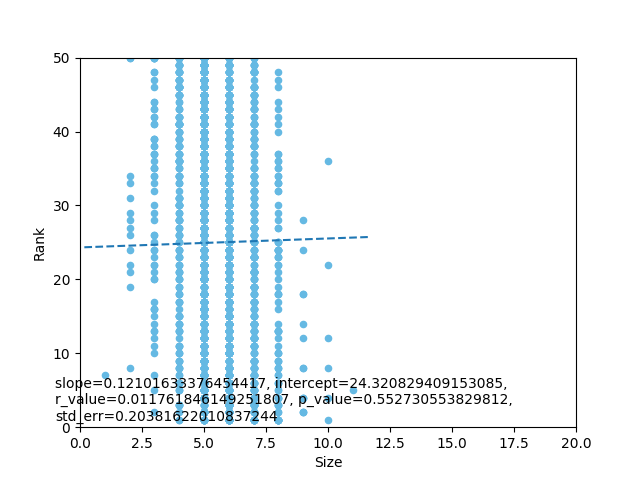 50
40
30
20
10
0
Rank
slope=0.12101633376454417, intercept=24.320829409153085,
r_value=0.011761846149251807, p_value=0.552730553829812,
std_err=0.20381622010837244
0.0 2.5 5.0 7.5 10.0 12.5 15.0 17.5 20.0
Size